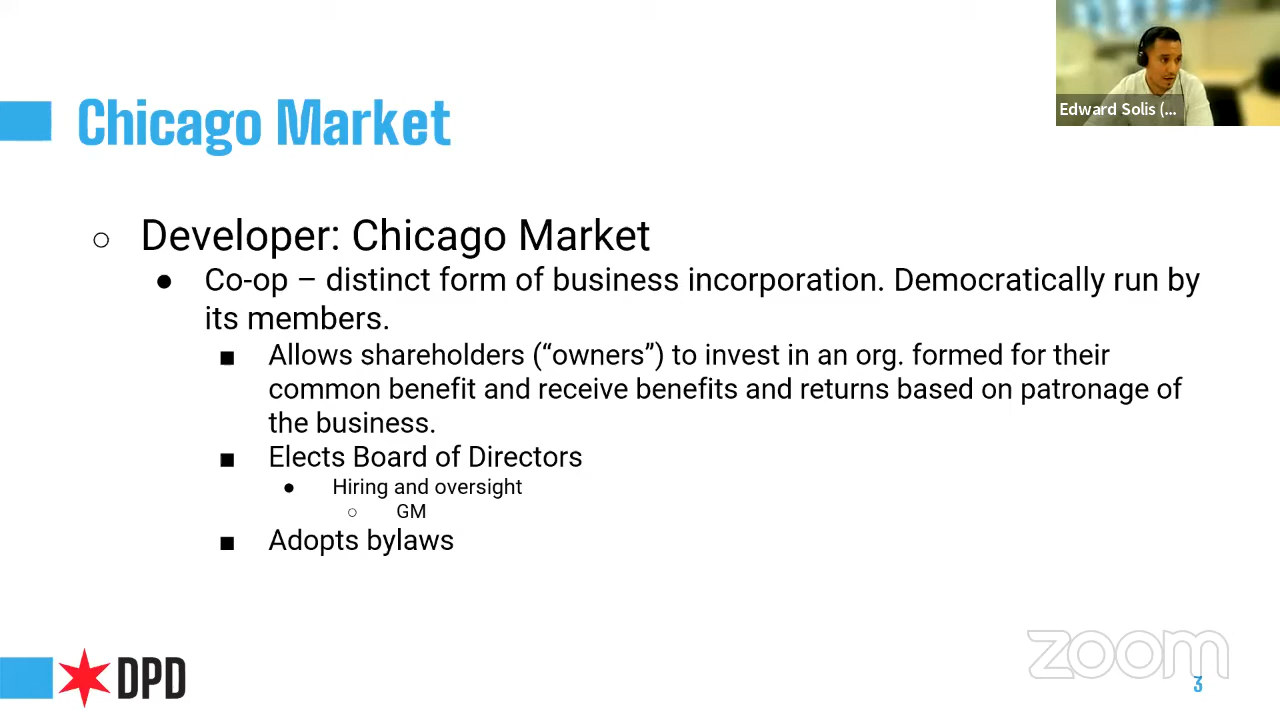 Edward Solis (...
Chicago Market
○ Developer: Chicago Market
● Co-op – distinct form of business incorporation. Democratically run by
its members.
■ Allows shareholders (“owners”) to invest in an org. formed for their
common benefit and receive benefits and returns based on patronage of
the business.
■ Elects Board of Directors
● Hiring and oversight
○ GM
■ Adopts bylaws
DPD
zoom
3